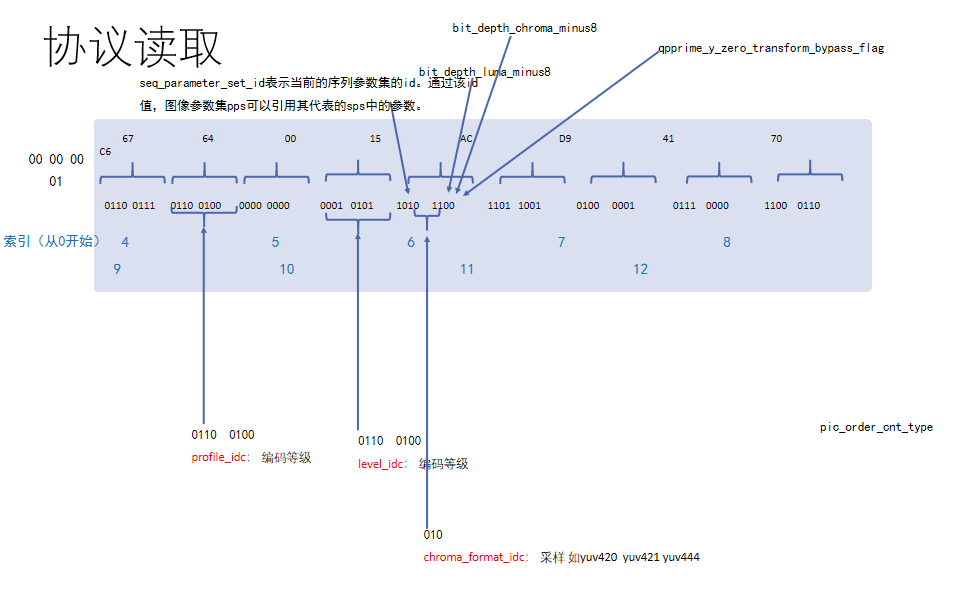 协议读取
bit_depth_chroma_minus8
qpprime_y_zero_transform_bypass_flag
bit_depth_luma_minus8
seq_parameter_set_id表示当前的序列参数集的id。通过该id
值，图像参数集pps可以引用其代表的sps中的参数。
67 64 00 15 AC D9 41 70
C6
00 00 00
01
0110 0111 0110 0100 0000 0000 0001 0101 1010 1100 1101 1001 0100 0001 0111 0000 1100 0110
索引（从0开始） 4 5 6 7 8
9 10 11 12
pic_order_cnt_type
0110 0100
profile_idc: 编码等级
0110 0100
level_idc: 编码等级
010
chroma_format_idc: 采样 如yuv420 yuv421 yuv444